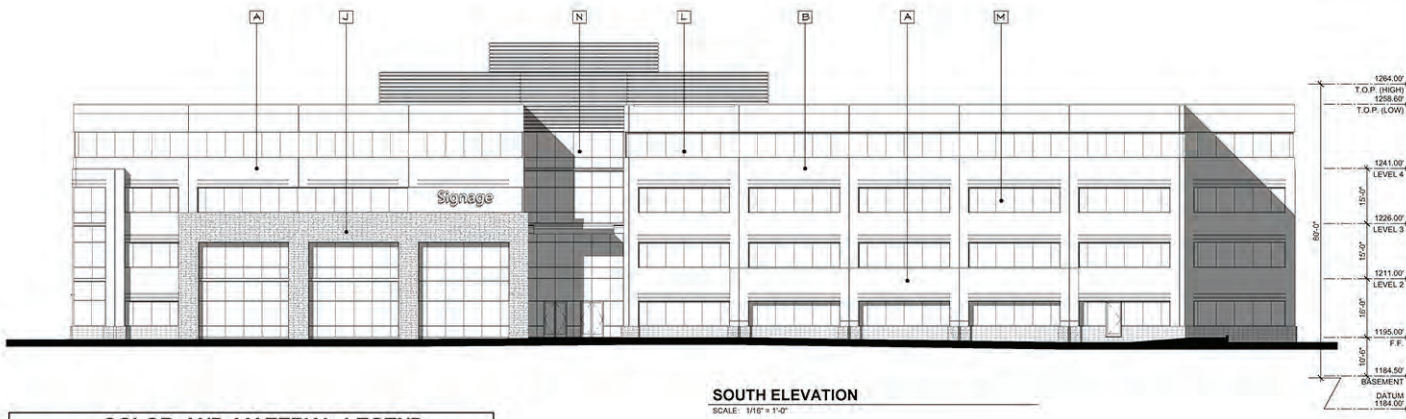 A J N L B A M
1264.00'
T.O.P. (HIGH)
1258.60'
T.O.P. (LOW)
1241.00'
LEVEL 4
15'-0"
Signage
1226.00'
LEVEL 3
60'-0"
15'-0"
1211.00'
LEVEL 2
16'-0"
1195.00'
F.F.
10'-6"
1184.50'
BASEMENT
DATUM
1184.00'
SOUTH ELEVATION
SCALE: 1/16" = 1'-0"
COLOR AND MATERIAL LEGEND